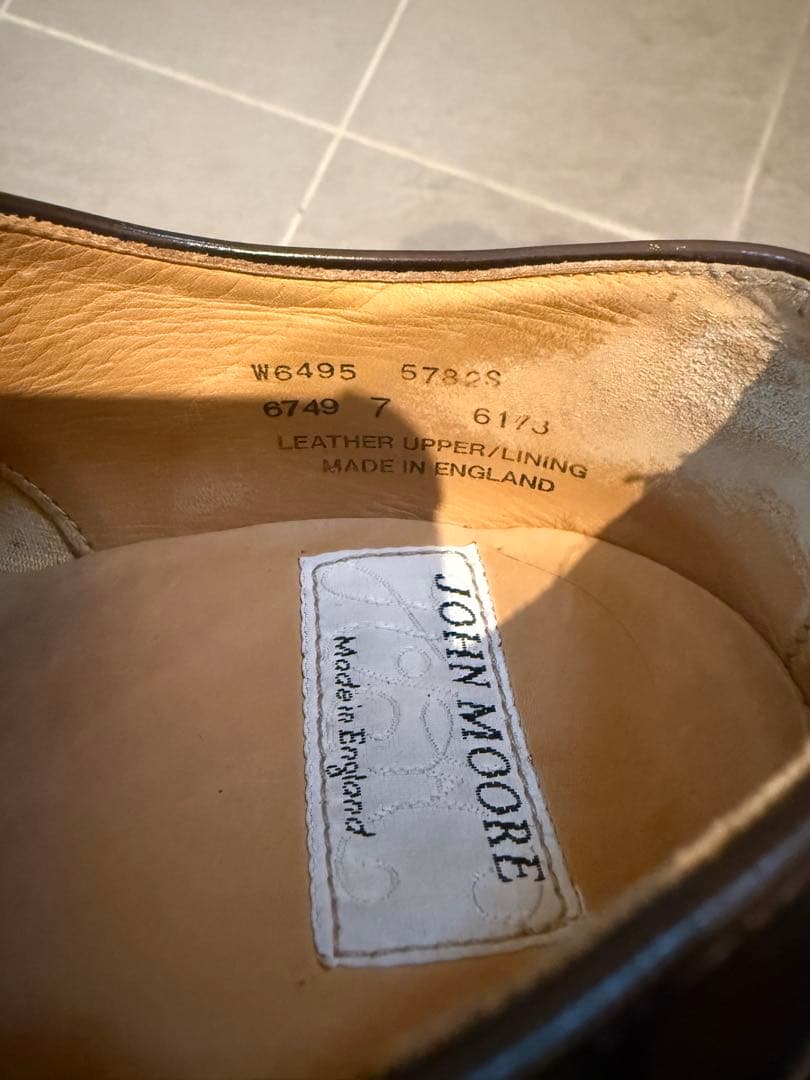 W6495 5782S
6749 7 6173
LEATHER UPPER/LINING
MADE IN ENGLAND
JOHN MOORE
Made in England